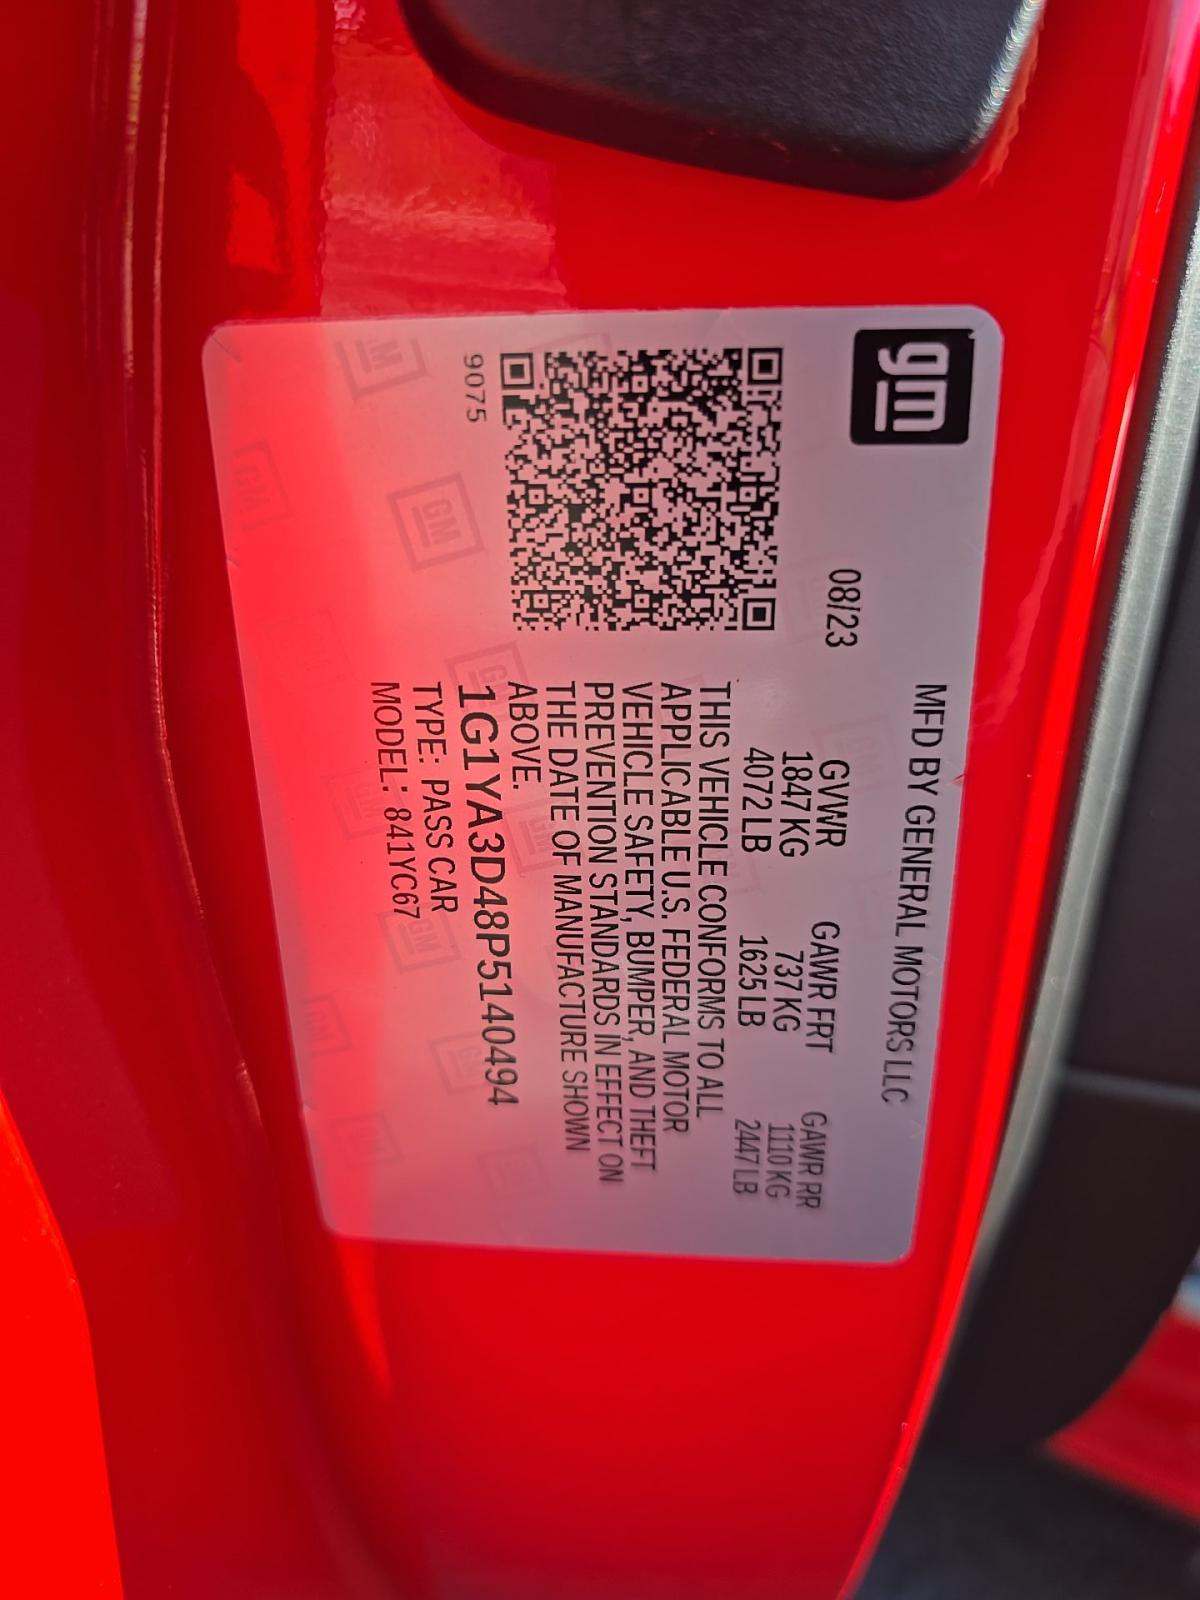 gm
MFD BY GENERAL MOTORS LLC
08/23
GVWR GAWR FRT GAWR RR
1847 KG 737 KG 1110 KG
4072 LB 1625 LB 2447 LB
THIS VEHICLE CONFORMS TO ALL
APPLICABLE U.S. FEDERAL MOTOR
VEHICLE SAFETY, BUMPER, AND THEFT
PREVENTION STANDARDS IN EFFECT ON
THE DATE OF MANUFACTURE SHOWN
ABOVE.
1G1YA3D48P5140494
TYPE: PASS CAR
MODEL: 841YC67
9075